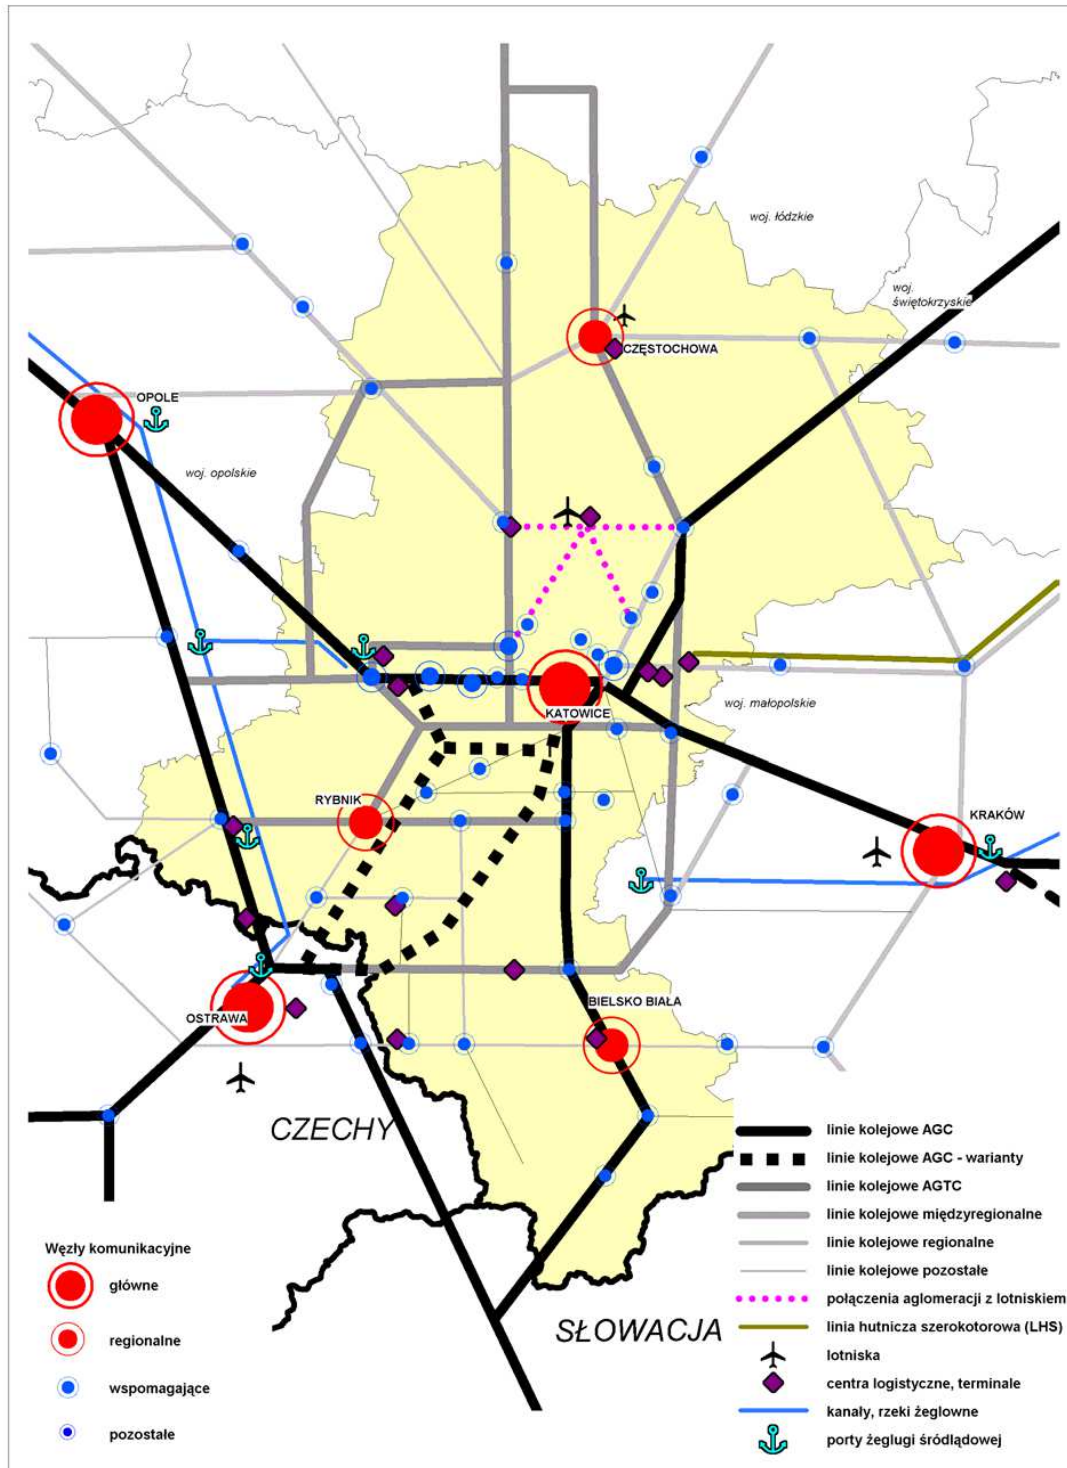 woj. łódzkie
woj.
świętokrzyskie
CZĘSTOCHOWA
OPOLE
woj. opolskie
woj. małopolskie
KATOWICE
RYBNIK
KRAKÓW
BIELSKO BIAŁA
OSTRAWA
CZECHY
SŁOWACJA
linie kolejowe AGC
linie kolejowe AGC - warianty
linie kolejowe AGTC
linie kolejowe międzyregionalne
linie kolejowe regionalne
linie kolejowe pozostałe
połączenia aglomeracji z lotniskiem
linia hutnicza szerokotorowa (LHS)
lotniska
centra logistyczne, terminale
kanały, rzeki żeglowne
porty żeglugi śródlądowej
Węzły komunikacyjne
główne
regionalne
wspomagające
pozostałe